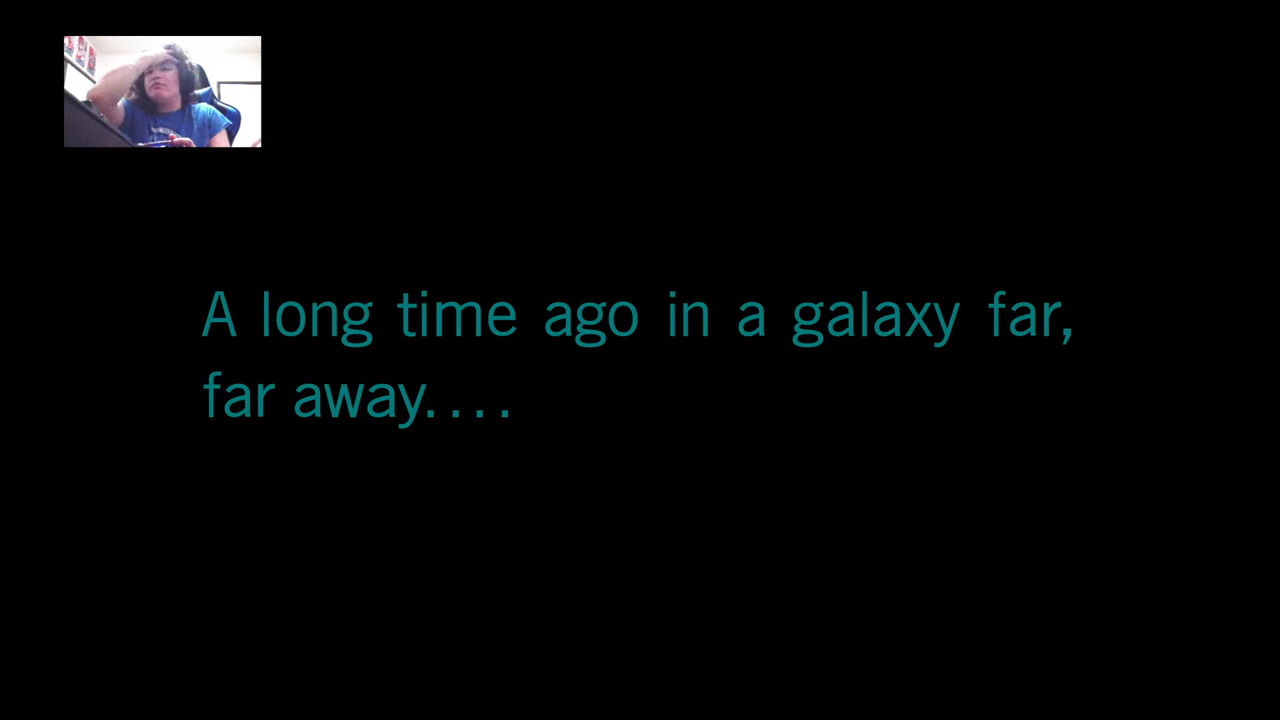 A long time ago in a galaxy far,
far away. . . .